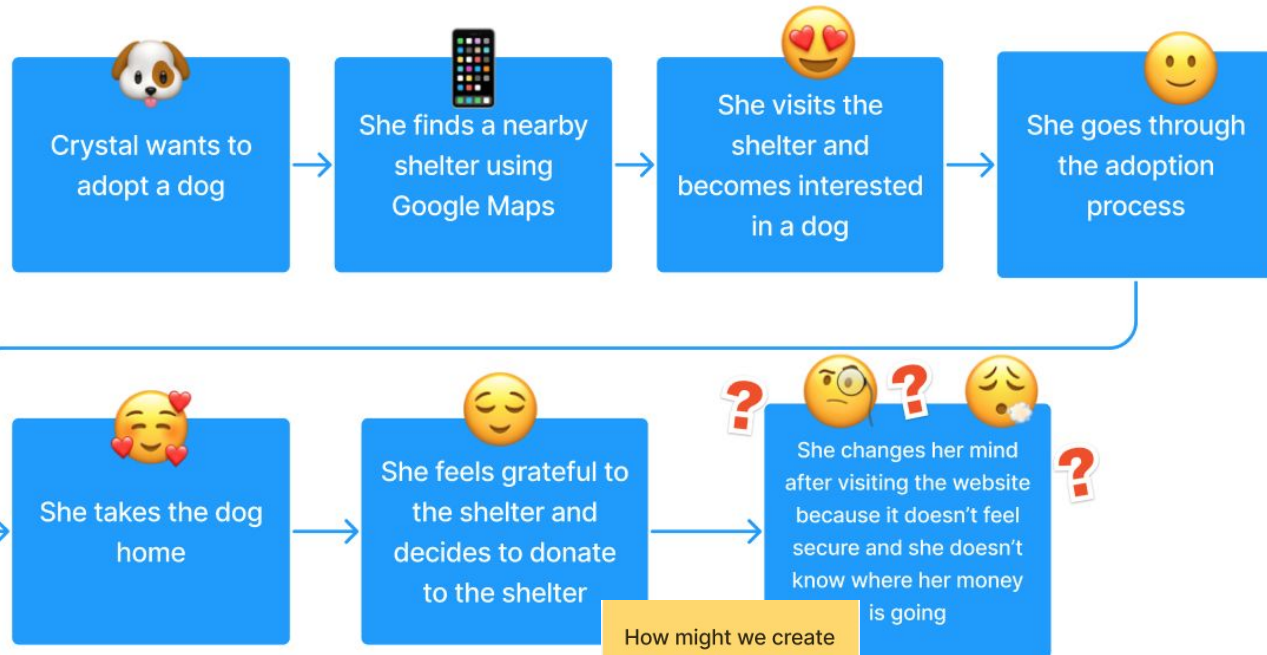 Crystal wants to
adopt a dog
She finds a nearby
shelter using
Google Maps
She visits the
shelter and
becomes interested
in a dog
She goes through
the adoption
process
She takes the dog
home
She feels grateful to
the shelter and
decides to donate
to the shelter
?
?
?
She changes her mind
after visiting the website
because it doesn’t feel
secure and she doesn’t
know where her money
is going
How might we create